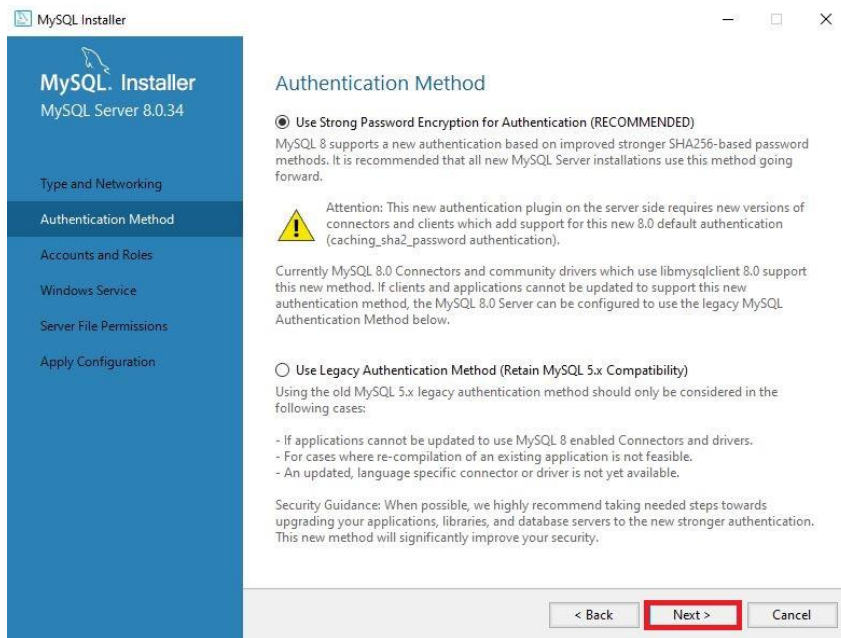 MySQL Installer
MySQL. Installer
MySQL Server 8.0.34
Type and Networking
Authentication Method
Accounts and Roles
Windows Service
Server File Permissions
Apply Configuration
Authentication Method
Use Strong Password Encryption for Authentication (RECOMMENDED)
MySQL 8 supports a new authentication based on improved stronger SHA256-based password
methods. It is recommended that all new MySQL Server installations use this method going
forward.
Attention: This new authentication plugin on the server side requires new versions of
connectors and clients which add support for this new 8.0 default authentication
(caching_sha2_password authentication).
Currently MySQL 8.0 Connectors and community drivers which use libmysqlclient 8.0 support
this new method. If clients and applications cannot be updated to support this new
authentication method, the MySQL 8.0 Server can be configured to use the legacy MySQL
Authentication Method below.
Use Legacy Authentication Method (Retain MySQL 5.x Compatibility)
Using the old MySQL 5.x legacy authentication method should only be considered in the
following cases:
- If applications cannot be updated to use MySQL 8 enabled Connectors and drivers.
- For cases where re-compilation of an existing application is not feasible.
- An updated, language specific connector or driver is not yet available.
Security Guidance: When possible, we highly recommend taking needed steps towards
upgrading your applications, libraries, and database servers to the new stronger authentication.
This new method will significantly improve your security.
< Back
Next >
Cancel